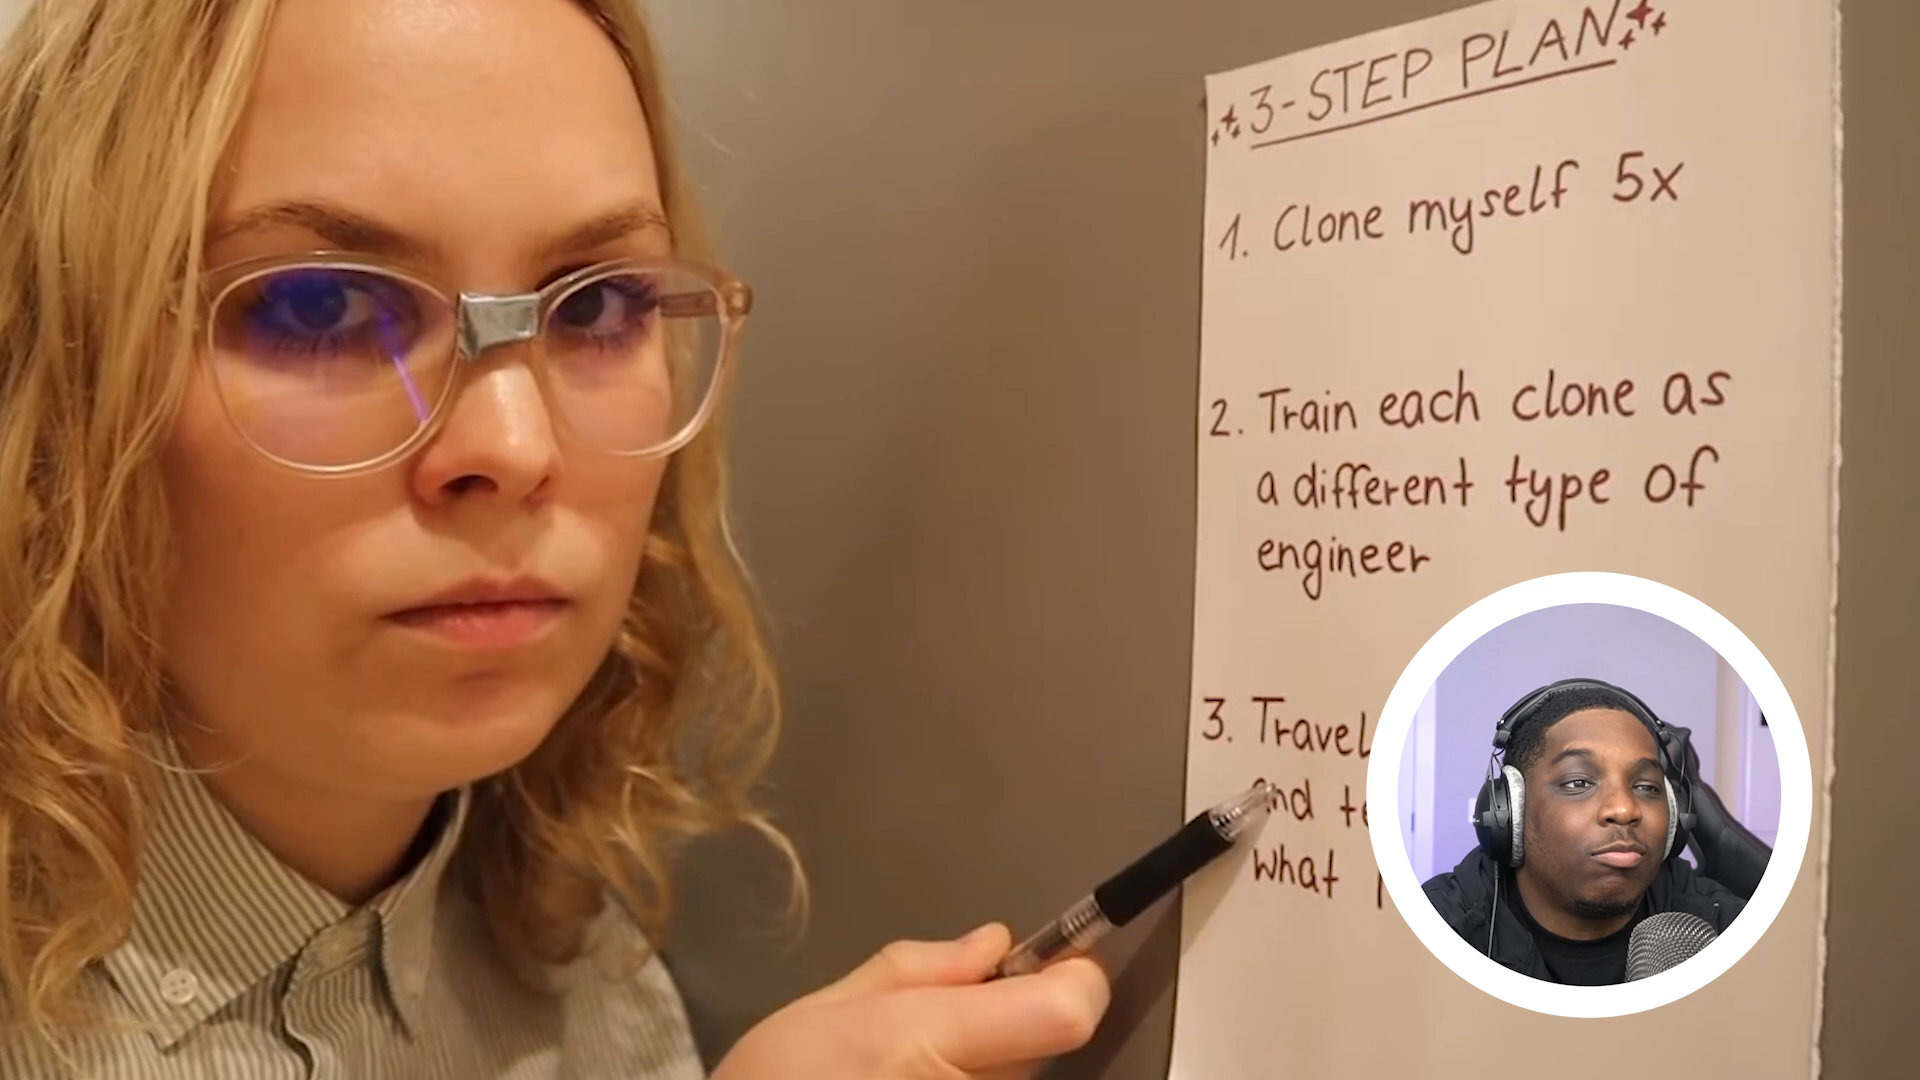 3-STEP PLAN
1. Clone myself 5x
2. Train each clone as
a different type of
engineer
3. Travel
and
what